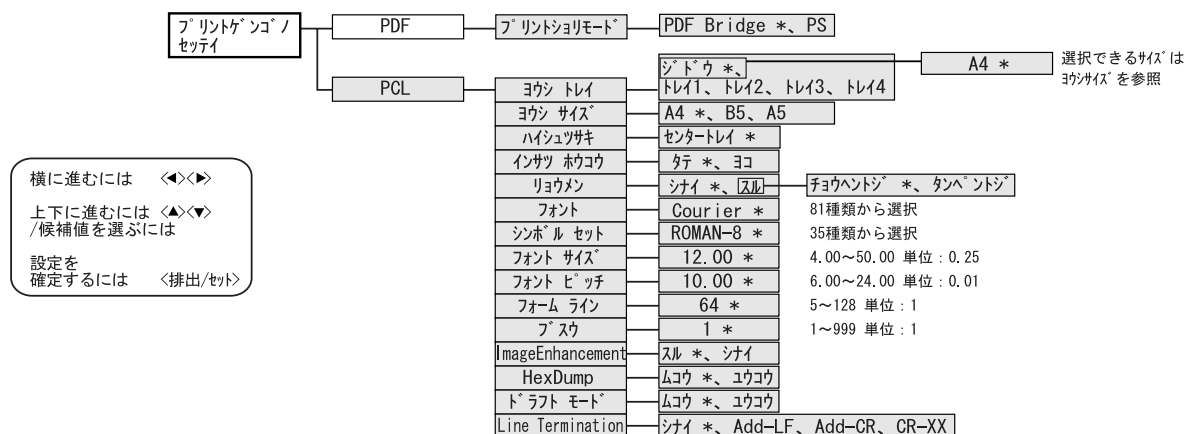 プリントゲンゴノ
セッテイ
PDF
プリントショリモード
PDF Bridge *、PS
PCL
ヨウシ トレイ
ジドウ *、
トレイ1、トレイ2、トレイ3、トレイ4
A4 *
選択できるサイズは
ヨウシサイズを参照
ヨウシ サイズ
A4 *、B5、A5
ハイシュツサキ
センタートレイ *
インサツ ホウコウ
タテ *、ヨコ
リョウメン
シナイ *、スル
チョウヘントジ *、タンペントジ
フォント
Courier *
81種類から選択
シンボル セット
ROMAN-8 *
35種類から選択
フォント サイズ
12.00 *
4.00~50.00 単位:0.25
フォント ピッチ
10.00 *
6.00~24.00 単位:0.01
フォーム ライン
64 *
5~128 単位:1
ブスウ
1 *
1~999 単位:1
ImageEnhancement
スル *、シナイ
HexDump
ムコウ *、ユウコウ
ドラフト モード
ムコウ *、ユウコウ
Line Termination
シナイ *、Add-LF、Add-CR、CR-XX
横に進むには 〈◀〉〈▶〉
上下に進むには 〈▲〉〈▼〉
/候補値を選ぶには
設定を
確定するには 〈排出/セット〉